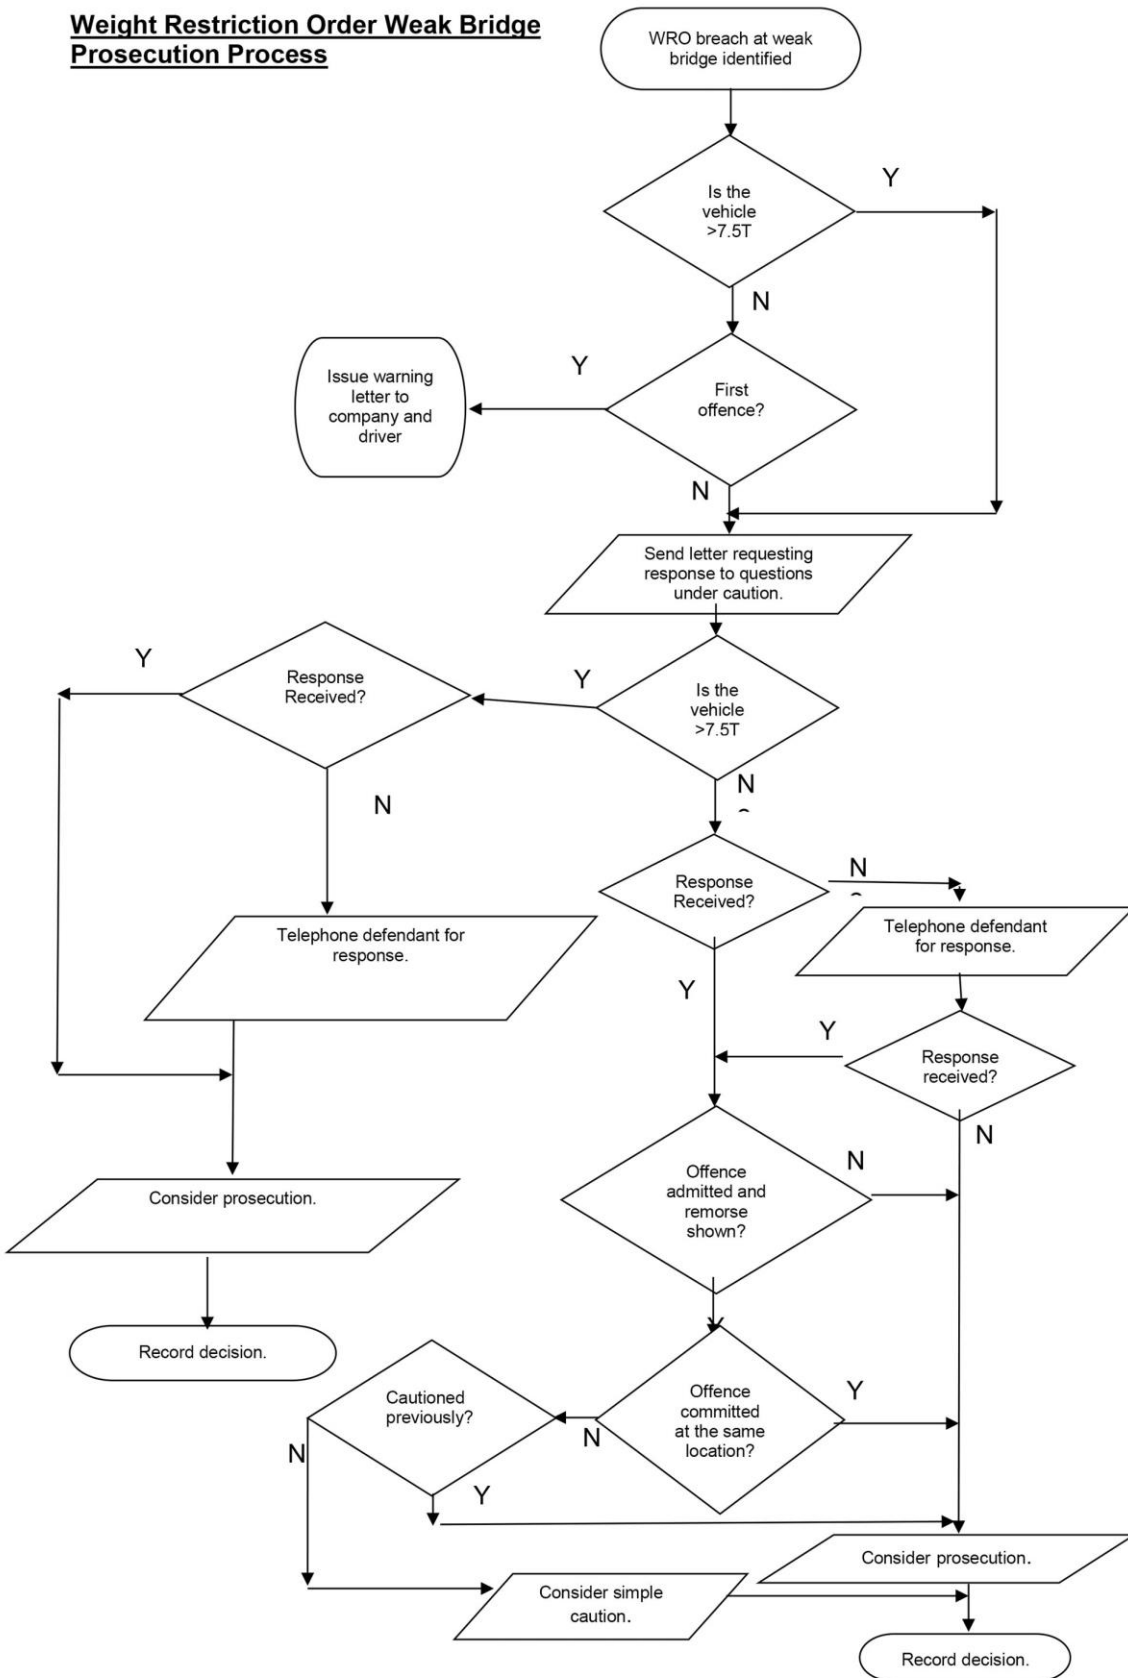 Weight Restriction Order Weak Bridge
Prosecution Process
WRO breach at weak
bridge identified
Is the
vehicle
>7.5T
Y
N
First
offence?
Y
Issue warning
letter to
company and
driver
N
Send letter requesting
response to questions
under caution.
Is the
vehicle
>7.5T
Y
Response
Received?
Y
N
Telephone defendant for
response.
Consider prosecution.
Record decision.
N
Response
Received?
N
Telephone defendant
for response.
Y
Response
received?
Y
N
Offence
admitted and
remorse
shown?
N
Y
Offence
committed
at the same
location?
Y
N
Cautioned
previously?
N
Y
Consider prosecution.
Consider simple
caution.
Record decision.